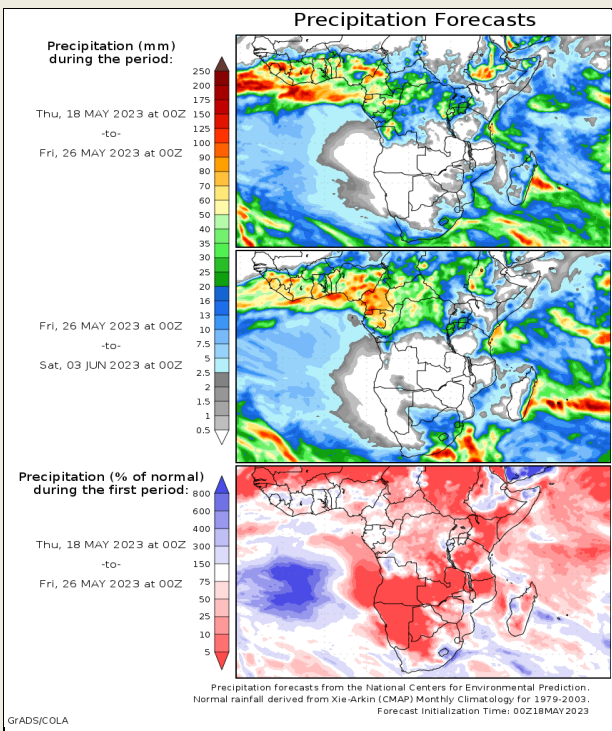 Precipitation Forecasts
Precipitation (mm)
during the period:
Thu, 18 MAY 2023 at 00Z
-to-
Fri, 26 MAY 2023 at 00Z
250
200
175
150
125
100
90
80
70
60
50
40
35
30
25
20
16
13
10
7.5
5
2.5
2
1.5
1
0.5
Fri, 26 MAY 2023 at 00Z
-to-
Sat, 03 JUN 2023 at 00Z
Precipitation (% of normal)
during the first period:
Thu, 18 MAY 2023 at 00Z
-to-
Fri, 26 MAY 2023 at 00Z
800
600
400
300
150
75
50
25
10
5
Precipitation forecasts from the National Centers for Environmental Prediction.
Normal rainfall derived from Xie-Arkin (CMAP) Monthly Climatology for 1979-2003.
Forecast Initialization Time: 00Z18MAY2023
GrADS/COLA